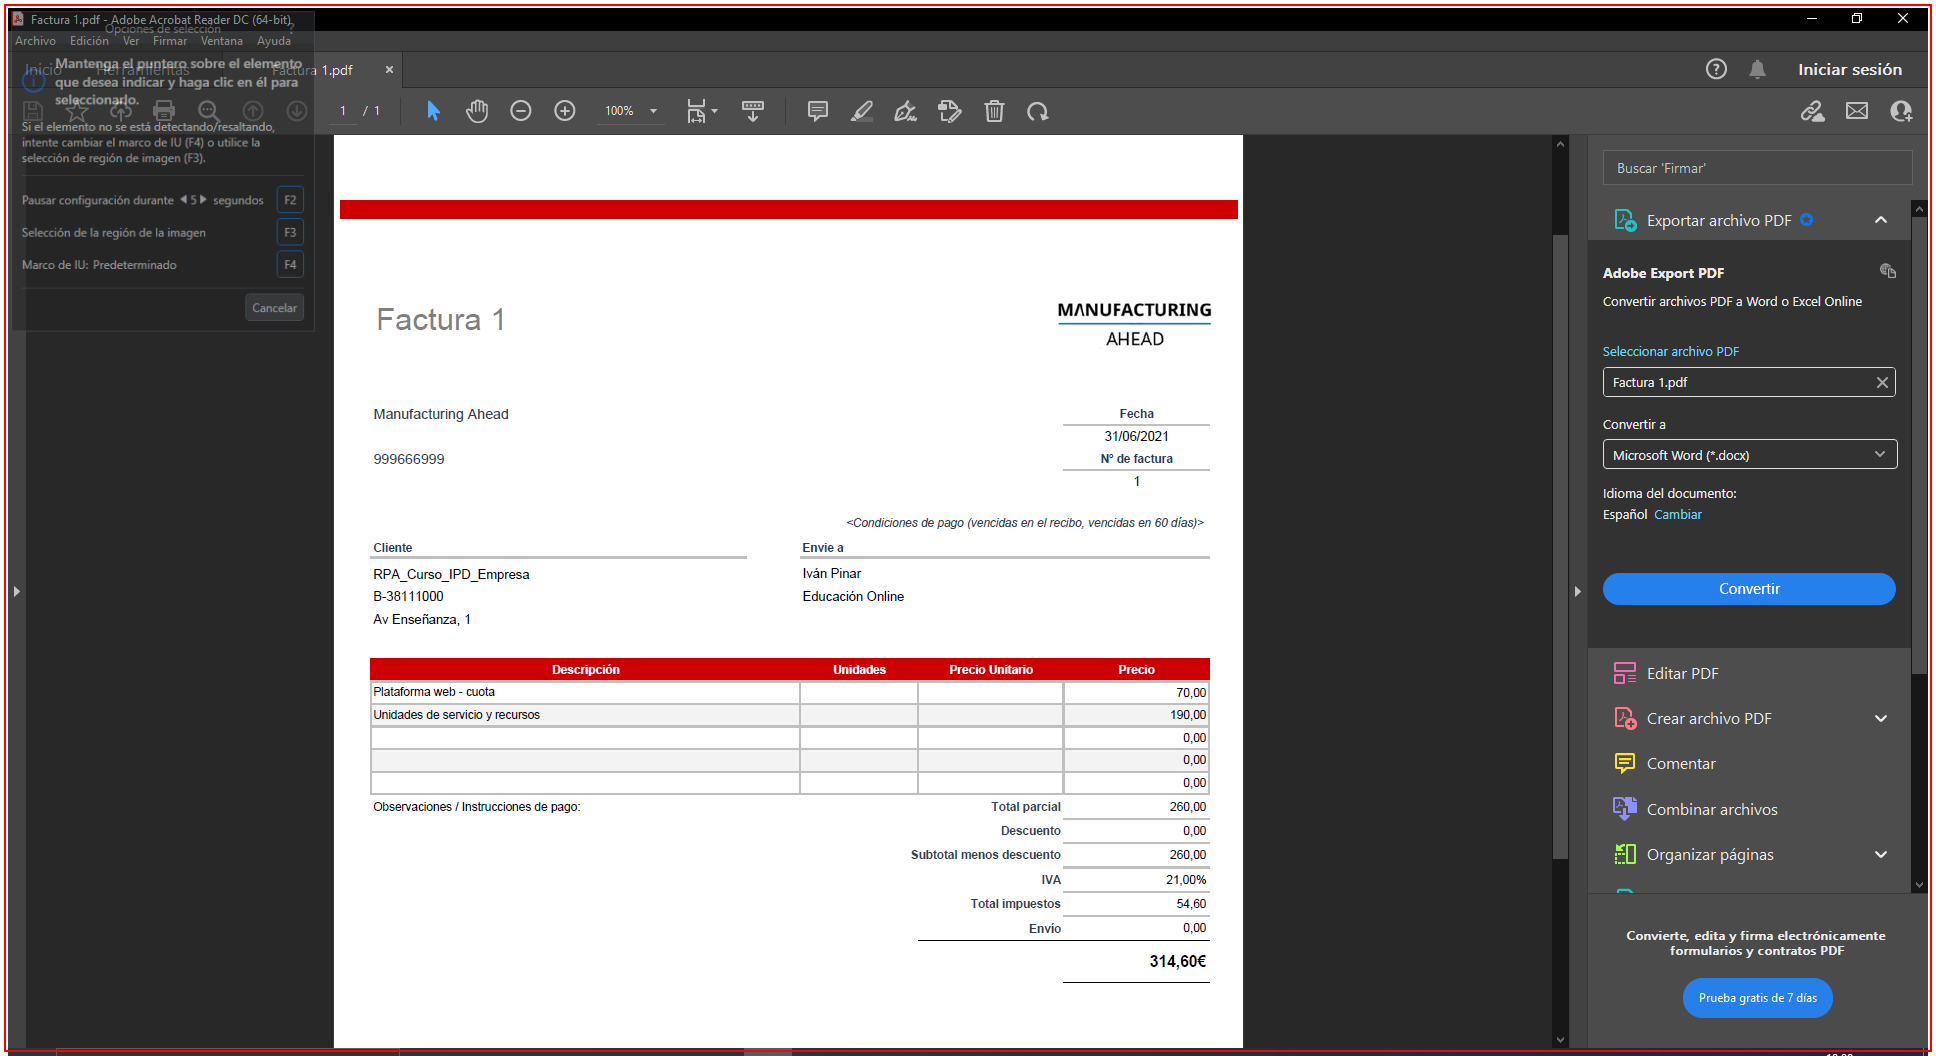 Factura 1.pdf - Adobe Acrobat Reader DC (64-bit)
Opciones de selección
?
Archivo Edición Ver Firmar Ventana Ayuda
Inicio Herramientas Factura 1.pdf ×
Iniciar sesión
Mantenga el puntero sobre el elemento
que desea indicar y haga clic en él para
seleccionarlo.
1 / 1
100%
Si el elemento no se está detectando/resaltando,
intente cambiar el marco de IU (F4) o utilice la
selección de región de imagen (F3).
Pausar configuración durante 5 segundos F2
Selección de la región de la imagen F3
Marco de IU: Predeterminado F4
Cancelar
Factura 1
MANUFACTURING
AHEAD
Manufacturing Ahead
999666999
Fecha
31/06/2021
Nº de factura
1
<Condiciones de pago (vencidas en el recibo, vencidas en 60 días)>
Cliente
RPA_Curso_IPD_Empresa
B-38111000
Av Enseñanza, 1
Envie a
Iván Pinar
Educación Online
Descripción Unidades Precio Unitario Precio
Plataforma web - cuota 70,00
Unidades de servicio y recursos 190,00
0,00
0,00
0,00
Observaciones / Instrucciones de pago:
Total parcial 260,00
Descuento 0,00
Subtotal menos descuento 260,00
IVA 21,00%
Total impuestos 54,60
Envío 0,00
314,60€
Buscar 'Firmar'
Exportar archivo PDF
Adobe Export PDF
Convertir archivos PDF a Word o Excel Online
Seleccionar archivo PDF
Factura 1.pdf
Convertir a
Microsoft Word (*.docx)
Idioma del documento:
Español Cambiar
Convertir
Editar PDF
Crear archivo PDF
Comentar
Combinar archivos
Organizar páginas
Convierte, edita y firma electrónicamente
formularios y contratos PDF
Prueba gratis de 7 días